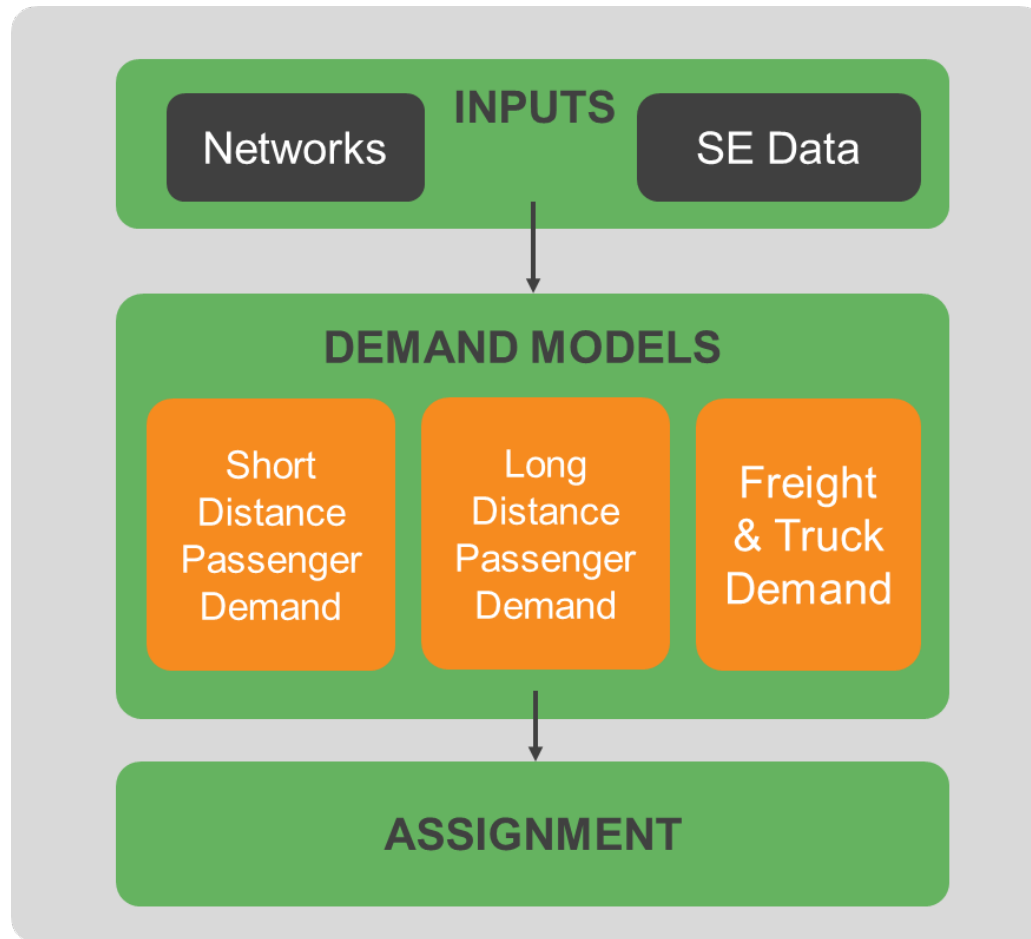 INPUTS
Networks
SE Data
DEMAND MODELS
Short
Distance
Passenger
Demand
Long
Distance
Passenger
Demand
Freight
& Truck
Demand
ASSIGNMENT